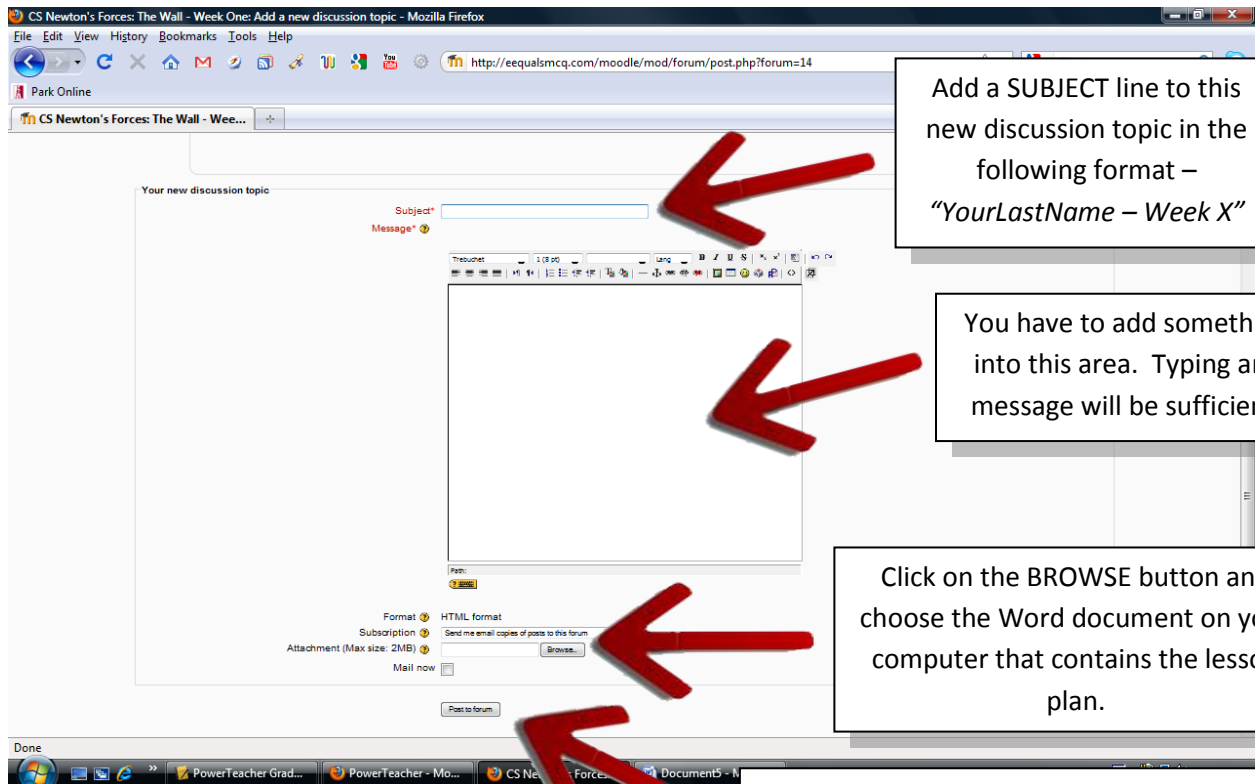 CS Newton's Forces: The Wall - Week One: Add a new discussion topic - Mozilla Firefox
File Edit View History Bookmarks Tools Help
http://eequalsmcq.com/moodle/mod/forum/post.php?forum=14
Park Online
CS Newton's Forces: The Wall - Wee...
Add a SUBJECT line to this
new discussion topic in the
following format –
“YourLastName – Week X”
Your new discussion topic
Subject*
Message*
Trebuchet 1 (8 pt) Lang B I U S
You have to add someth
into this area. Typing a
message will be sufficie
Path:
Click on the BROWSE button an
choose the Word document on yo
computer that contains the lesso
plan.
Format HTML format
Subscription Send me email copies of posts to this forum
Attachment (Max size: 2MB) Browse...
Mail now
Post to forum
Done
PowerTeacher Grad... PowerTeacher - Mo... CS Ne Forces Document5 - M